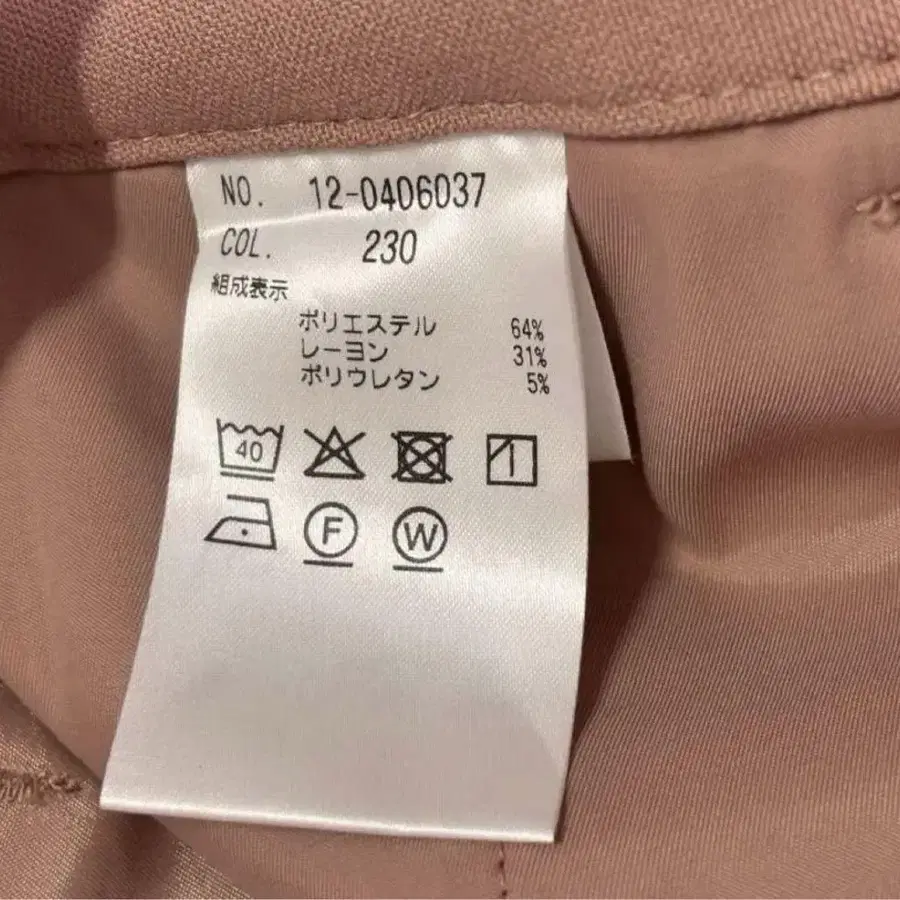 NO. 12-0406037
COL. 230
組成表示
ポリエステル 64%
レーヨン 31%
ポリウレタン 5%
40
F W